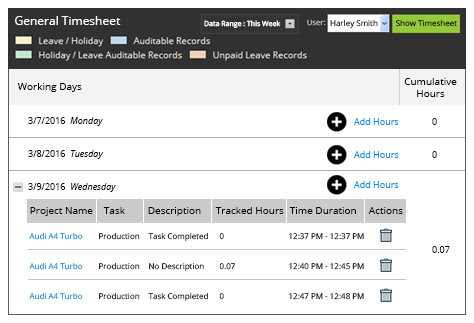 General Timesheet
Data Range : This Week
User: Harley Smith
Show Timesheet
Leave / Holiday
Auditable Records
Holiday / Leave Auditable Records
Unpaid Leave Records
Working Days
Cumulative
Hours
3/7/2016 Monday
Add Hours
0
3/8/2016 Tuesday
Add Hours
0
3/9/2016 Wednesday
Add Hours
Project Name Task Description Tracked Hours Time Duration Actions
Audi A4 Turbo Production Task Completed 0 12:37 PM - 12:37 PM
Audi A4 Turbo Production No Description 0.07 12:40 PM - 12:45 PM
0.07
Audi A4 Turbo Production Task Completed 0 12:47 PM - 12:48 PM